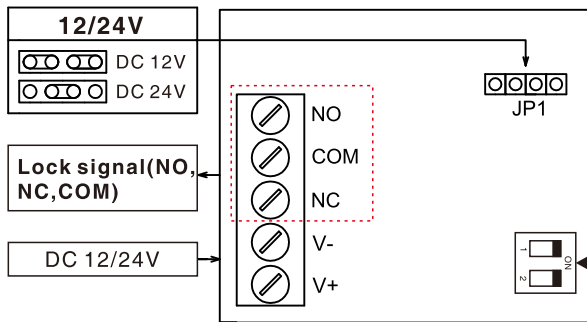 12/24V
DC 12V
DC 24V
JP1
NO
COM
NC
V-
V+
Lock signal(NO,
NC,COM)
DC 12/24V
1
2
ON